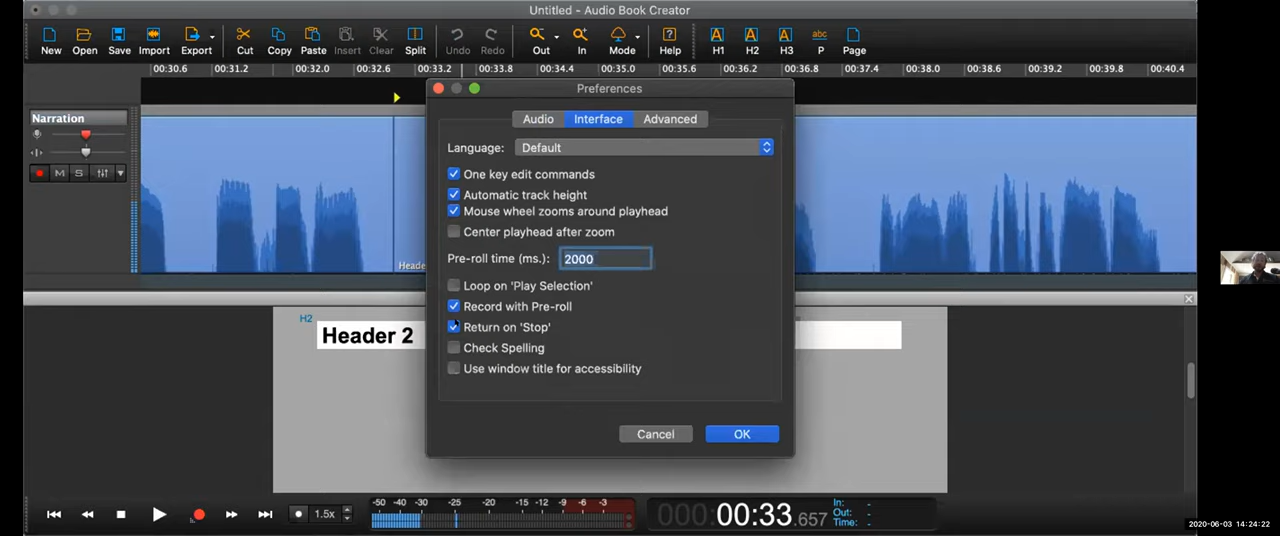 Untitled - Audio Book Creator
New Open Save Import Export Cut Copy Paste Insert Clear Split Undo Redo Out In Mode Help H1 H2 H3 P Page
00:30.6 00:31.2 00:32.0 00:32.6 00:33.2 00:33.8 00:34.4 00:35.0 00:35.6 00:36.2 00:36.8 00:37.4 00:38.0 00:38.6 00:39.2 00:39.8 00:40.4
Preferences
Narration
M S
Audio Interface Advanced
Language: Default
One key edit commands
Automatic track height
Mouse wheel zooms around playhead
Center playhead after zoom
Pre-roll time (ms.): 2000
Heade
Loop on 'Play Selection'
Record with Pre-roll
H2
Header 2
Return on 'Stop'
Check Spelling
Use window title for accessibility
Cancel OK
-50 -40 -30 -25 -12 -9 -6 -3
1.5x
000:00:33.657
In: -
Out: -
Time: -
2020-06-03 14:24:22